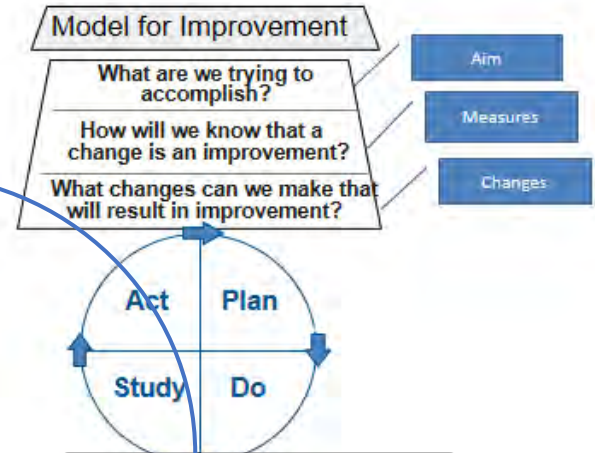 Model for Improvement
What are we trying to
accomplish?
Aim
How will we know that a
change is an improvement?
Measures
What changes can we make that
will result in improvement?
Changes
Act
Plan
Study
Do